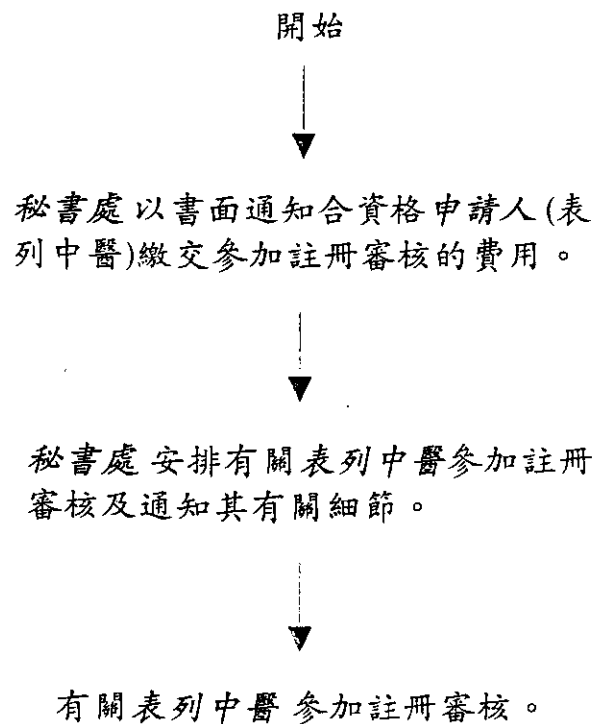 開始
秘書處以書面通知合資格申請人(表
列中醫)繳交參加註冊審核的費用。
秘書處安排有關表列中醫參加註冊
審核及通知其有關細節。
有關表列中醫參加註冊審核。